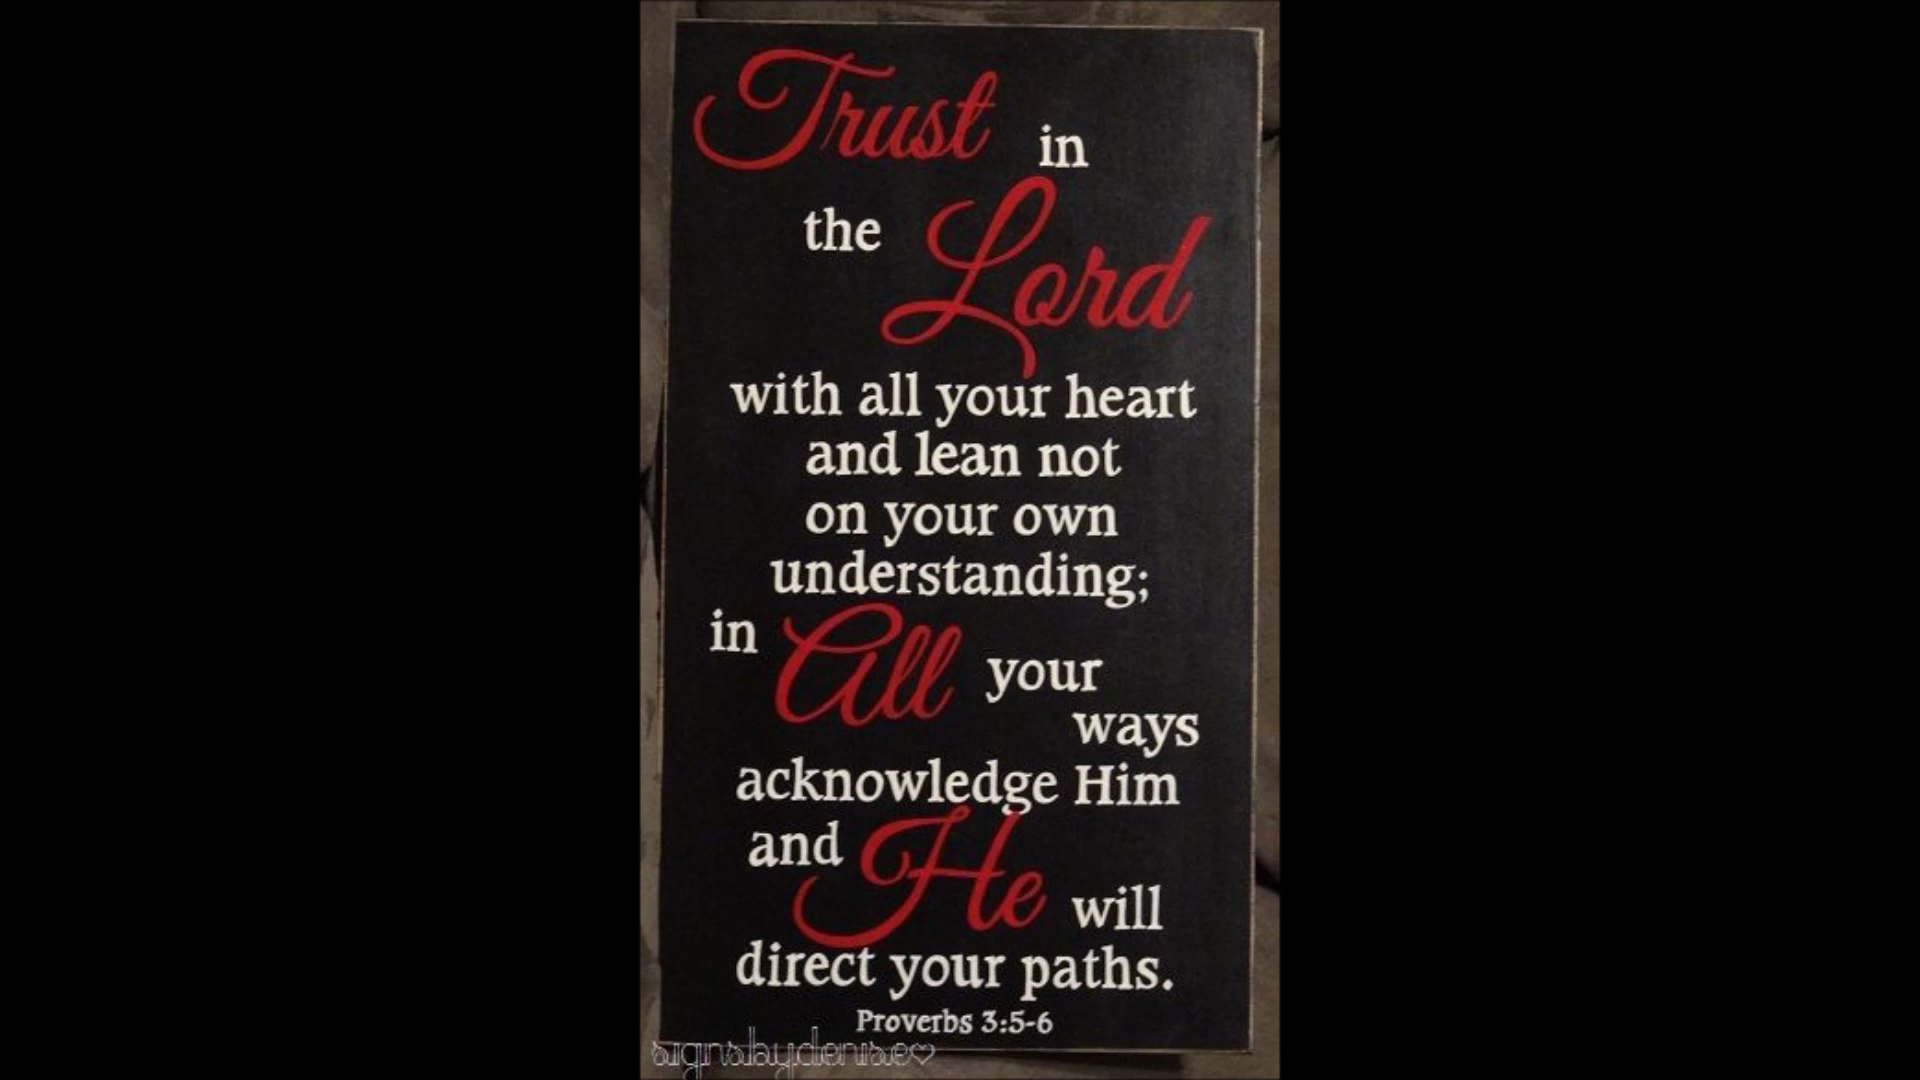 Trust in
the Lord
with all your heart
and lean not
on your own
understanding;
in All your
ways
acknowledge Him
and He will
direct your paths.
Proverbs 3:5-6
signsbydenise♡